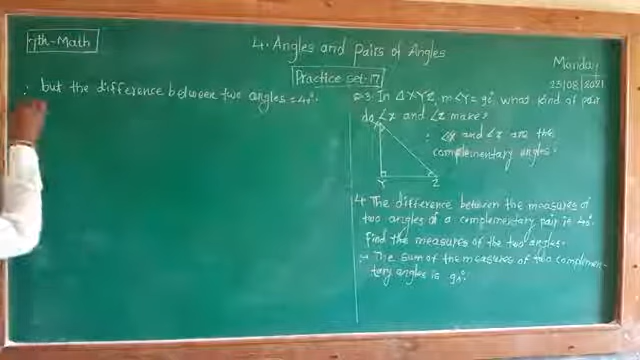 7th-Math
4. Angles and Pairs of Angles
Practice set-17
Monday
23/08/2021
∴ but the difference between two angles = 40°.
Q.3. In ΔXYZ, m∠Y = 90°. What kind of pair
do ∠x and ∠z make?
X
Y
Z
∴ ∠x and ∠z are the
complementary angles.
4. The difference between the measures of
two angles of a complementary pair is 40°.
Find the measures of the two angles.
→ The sum of the measures of two complemen-
tary angles is 90°.